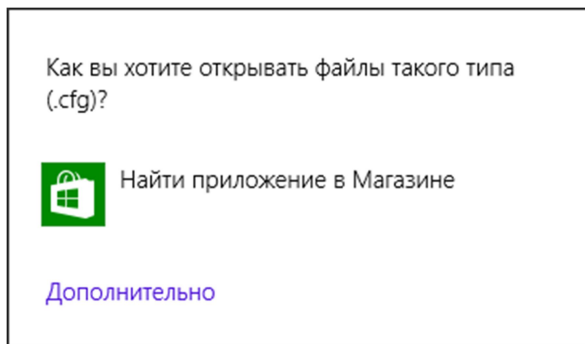 Как вы хотите открывать файлы такого типа
(.cfg)?
Найти приложение в Магазине
Дополнительно